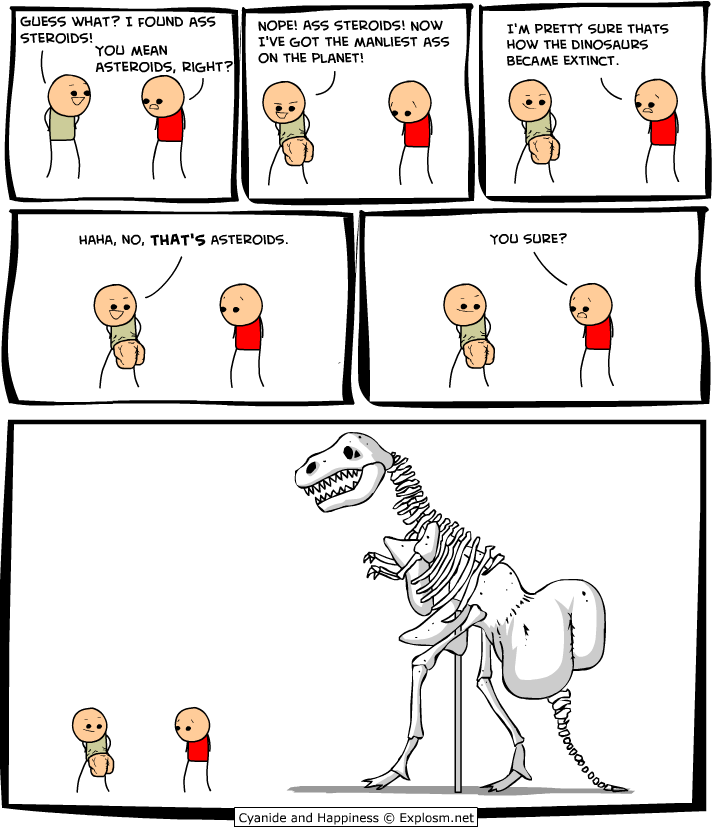 GUESS WHAT? I FOUND ASS
STEROIDS!
YOU MEAN
ASTEROIDS, RIGHT?
NOPE! ASS STEROIDS! NOW
I'VE GOT THE MANLIEST ASS
ON THE PLANET!
I'M PRETTY SURE THATS
HOW THE DINOSAURS
BECAME EXTINCT.
HAHA, NO, THAT'S ASTEROIDS.
YOU SURE?
Cyanide and Happiness © Explosm.net